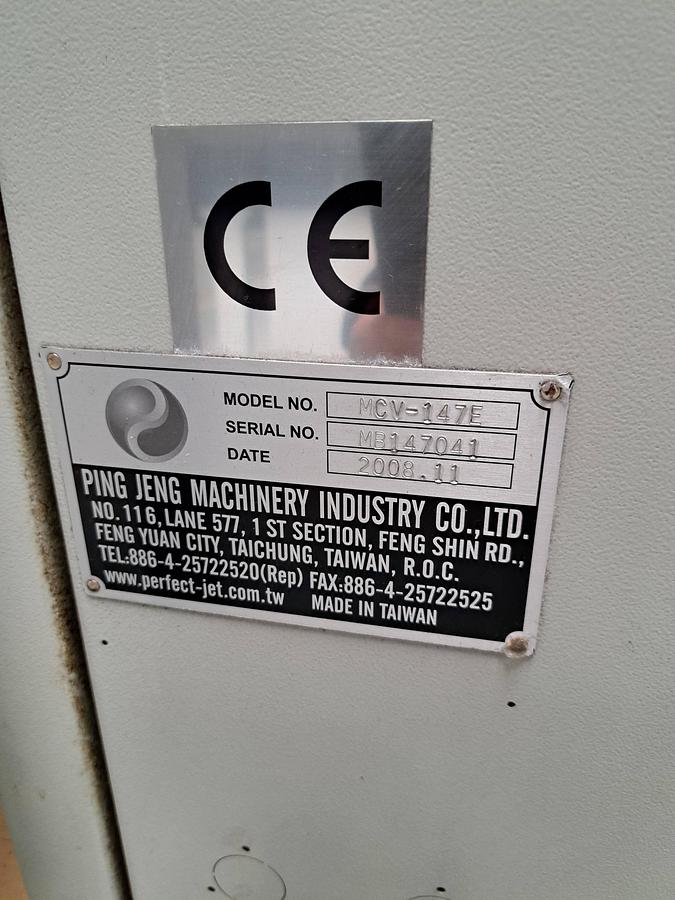 CE
MODEL NO. MCV-147E
SERIAL NO. MB147041
DATE 2008.11
PING JENG MACHINERY INDUSTRY CO.,LTD.
NO.116,LANE 577, 1 ST SECTION, FENG SHIN RD.,
FENG YUAN CITY, TAICHUNG, TAIWAN, R.O.C.
TEL:886-4-25722520(Rep) FAX:886-4-25722525
www.perfect-jet.com.tw MADE IN TAIWAN